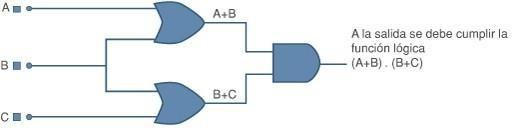 A
A+B
B
A la salida se debe cumplir la
función lógica
(A+B) . (B+C)
B+C
C